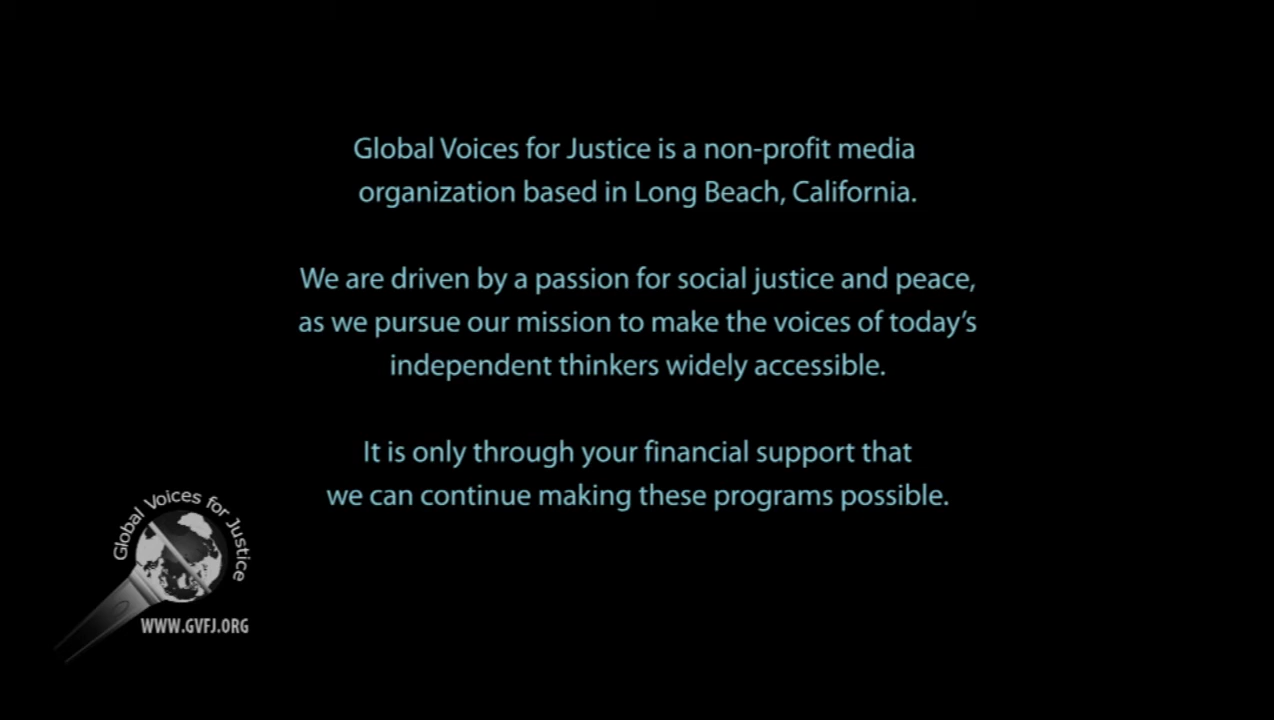 Global Voices for Justice is a non-profit media
organization based in Long Beach, California.
We are driven by a passion for social justice and peace,
as we pursue our mission to make the voices of today’s
independent thinkers widely accessible.
It is only through your financial support that
we can continue making these programs possible.
Global Voices for Justice
WWW.GVFJ.ORG